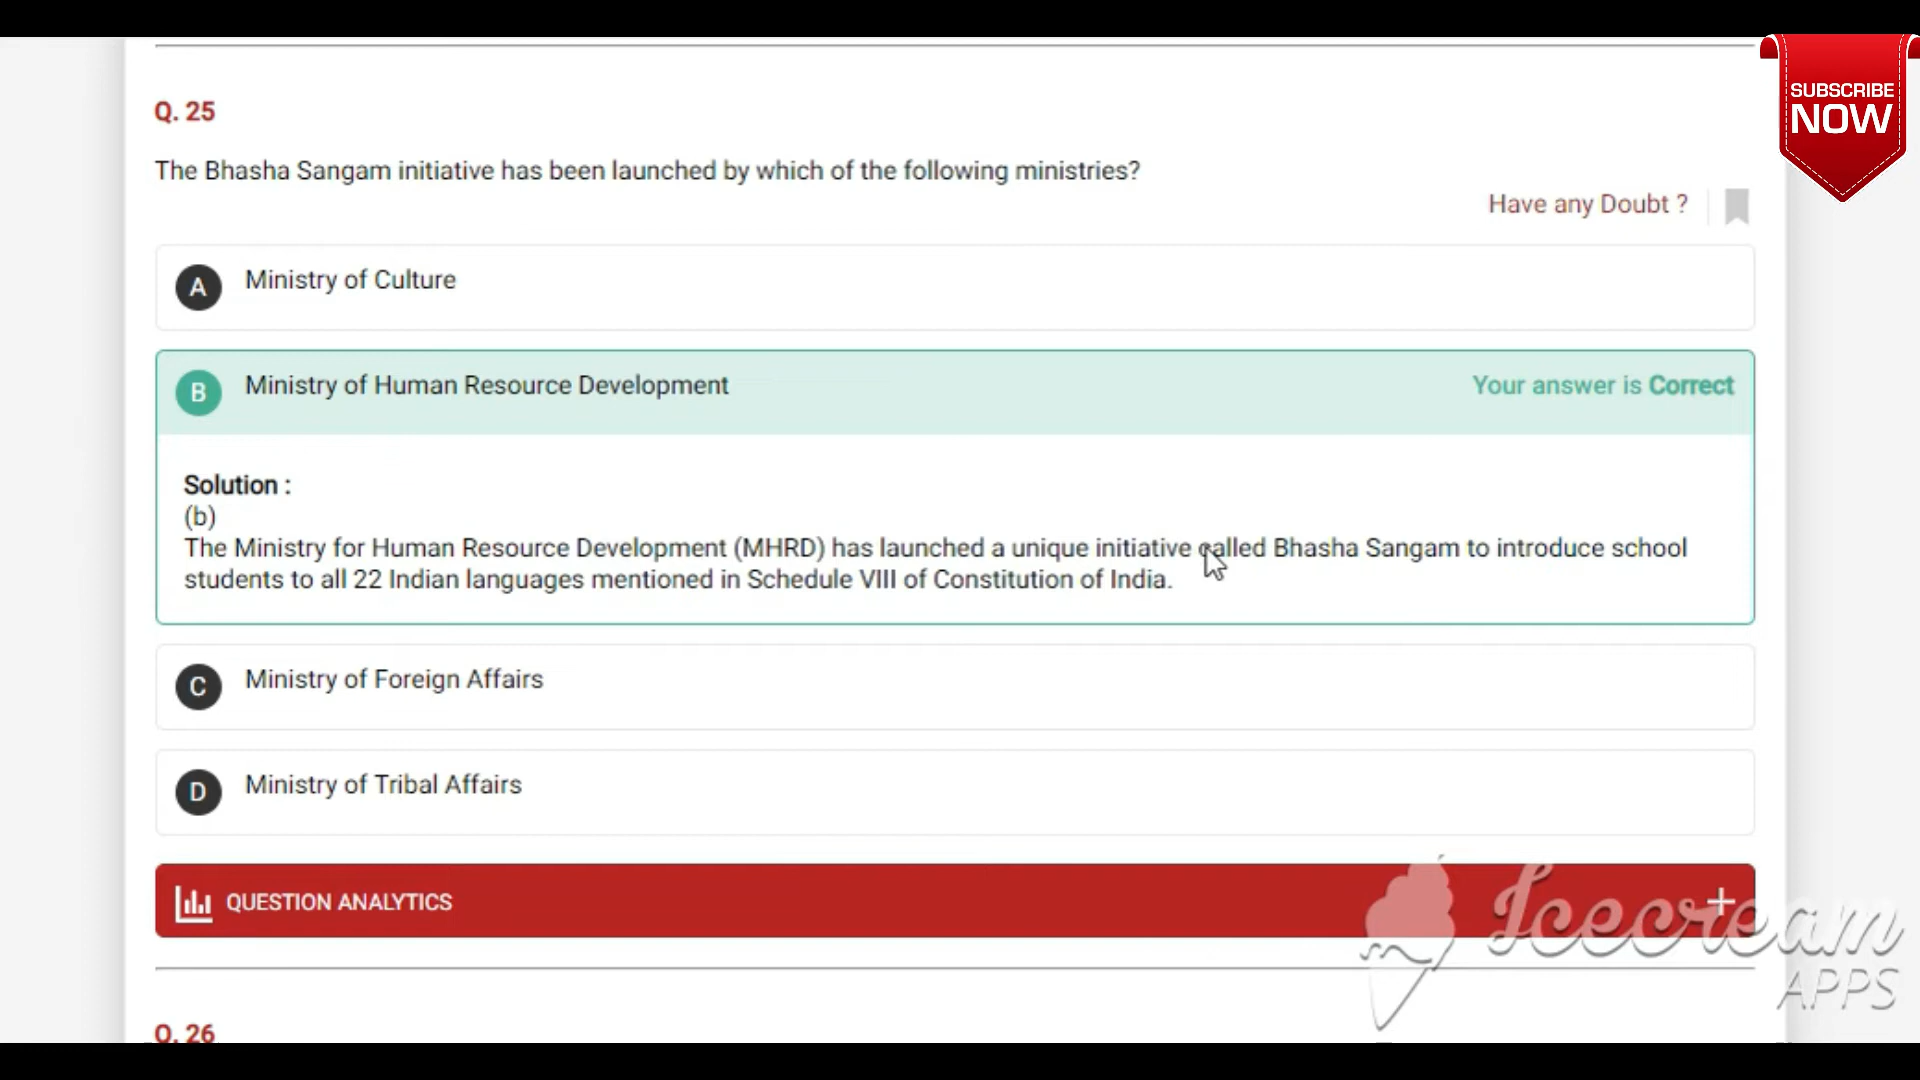 SUBSCRIBE
NOW
Q. 25
The Bhasha Sangam initiative has been launched by which of the following ministries?
Have any Doubt ?
A Ministry of Culture
B Ministry of Human Resource Development Your answer is Correct
Solution :
(b)
The Ministry for Human Resource Development (MHRD) has launched a unique initiative called Bhasha Sangam to introduce school
students to all 22 Indian languages mentioned in Schedule VIII of Constitution of India.
C Ministry of Foreign Affairs
D Ministry of Tribal Affairs
QUESTION ANALYTICS +
Icecream
APPS
Q. 26